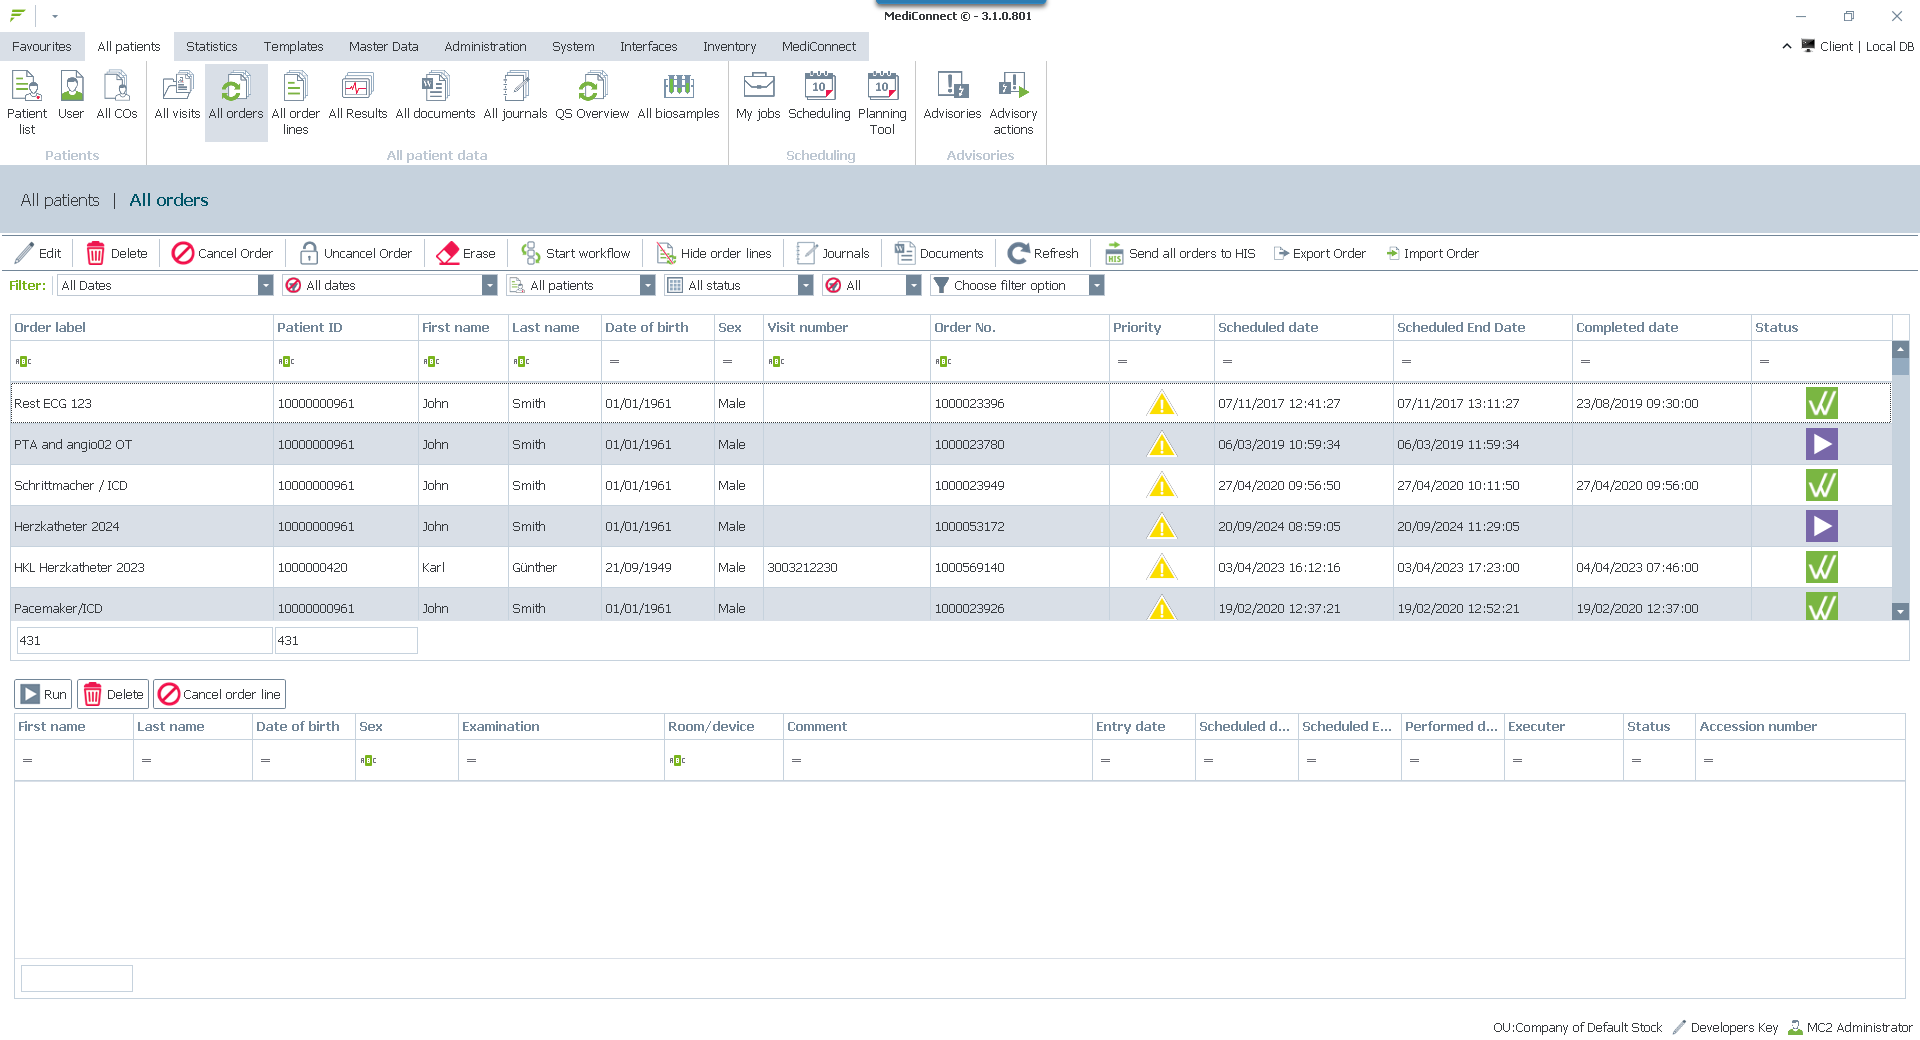 MediConnect © - 3.1.0.801
Favourites All patients Statistics Templates Master Data Administration System Interfaces Inventory MediConnect
Client | Local DB
Patient list User All COs All visits All orders All order lines All Results All documents All journals QS Overview All biosamples My jobs Scheduling Planning Tool Advisories Advisory actions
Patients All patient data Scheduling Advisories
All patients | All orders
Edit Delete Cancel Order Uncancel Order Erase Start workflow Hide order lines Journals Documents Refresh Send all orders to HIS Export Order Import Order
Filter: All Dates All dates All patients All status All Choose filter option
Order label Patient ID First name Last name Date of birth Sex Visit number Order No. Priority Scheduled date Scheduled End Date Completed date Status
Rest ECG 123 10000000961 John Smith 01/01/1961 Male 1000023396 07/11/2017 12:41:27 07/11/2017 13:11:27 23/08/2019 09:30:00
PTA and angio02 OT 10000000961 John Smith 01/01/1961 Male 1000023780 06/03/2019 10:59:34 06/03/2019 11:59:34
Schrittmacher / ICD 10000000961 John Smith 01/01/1961 Male 1000023949 27/04/2020 09:56:50 27/04/2020 10:11:50 27/04/2020 09:56:00
Herzkatheter 2024 10000000961 John Smith 01/01/1961 Male 1000053172 20/09/2024 08:59:05 20/09/2024 11:29:05
HKL Herzkatheter 2023 1000000420 Karl Günther 21/09/1949 Male 3003212230 1000569140 03/04/2023 16:12:16 03/04/2023 17:23:00 04/04/2023 07:46:00
Pacemaker/ICD 10000000961 John Smith 01/01/1961 Male 1000023926 19/02/2020 12:37:21 19/02/2020 12:52:21 19/02/2020 12:37:00
431 431
Run Delete Cancel order line
First name Last name Date of birth Sex Examination Room/device Comment Entry date Scheduled d... Scheduled E... Performed d... Executer Status Accession number
OU:Company of Default Stock Developers Key MC2 Administrator